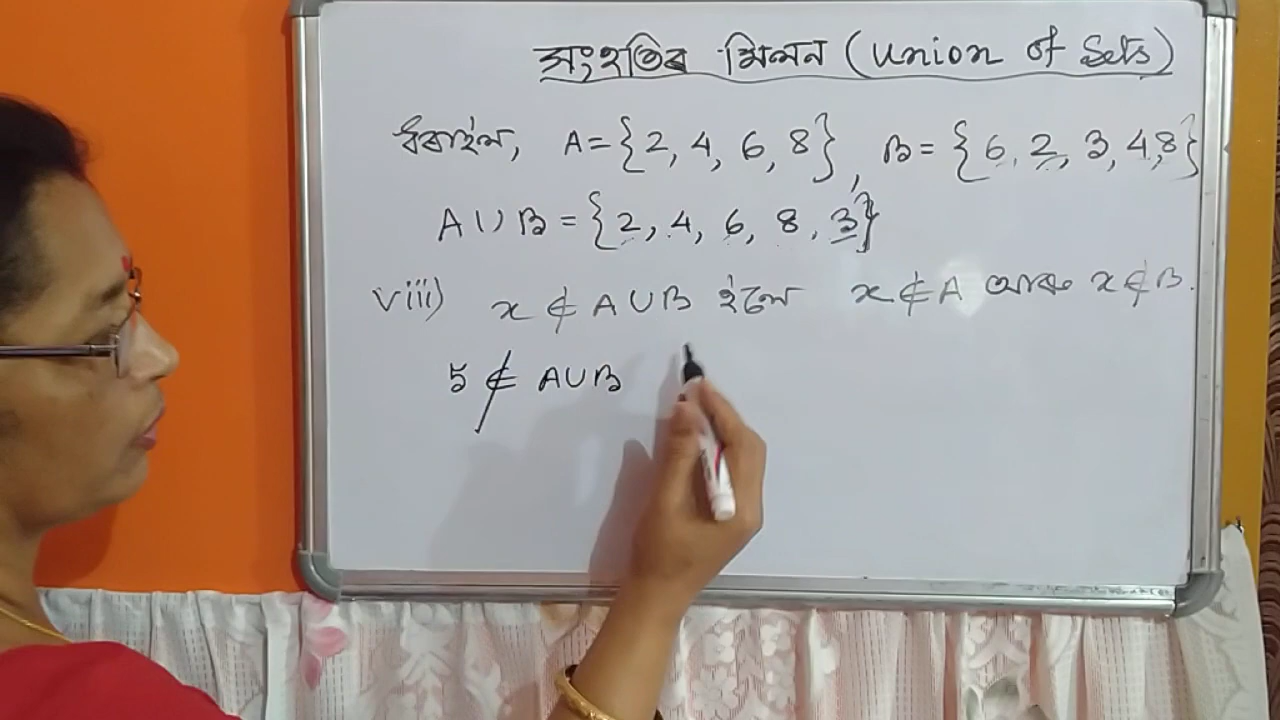 সংহতিৰ মিলন (Union of Sets)
ধৰাহ'ল, A = {2, 4, 6, 8}, B = {6, 2, 3, 4, 8}
A ∪ B = {2, 4, 6, 8, 3}
viii) x ∉ A ∪ B হ'লে x ∉ A আৰু x ∉ B.
5 ∉ A ∪ B